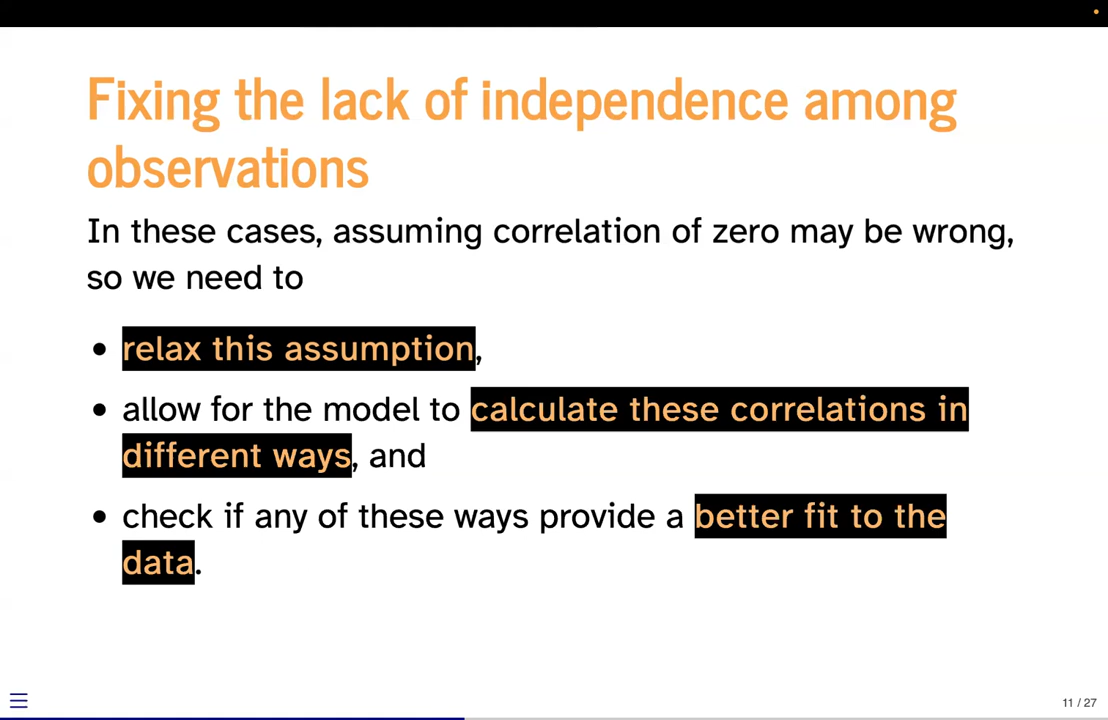 Fixing the lack of independence among
observations
In these cases, assuming correlation of zero may be wrong,
so we need to
• relax this assumption,
• allow for the model to calculate these correlations in
different ways, and
• check if any of these ways provide a better fit to the
data.
11 / 27